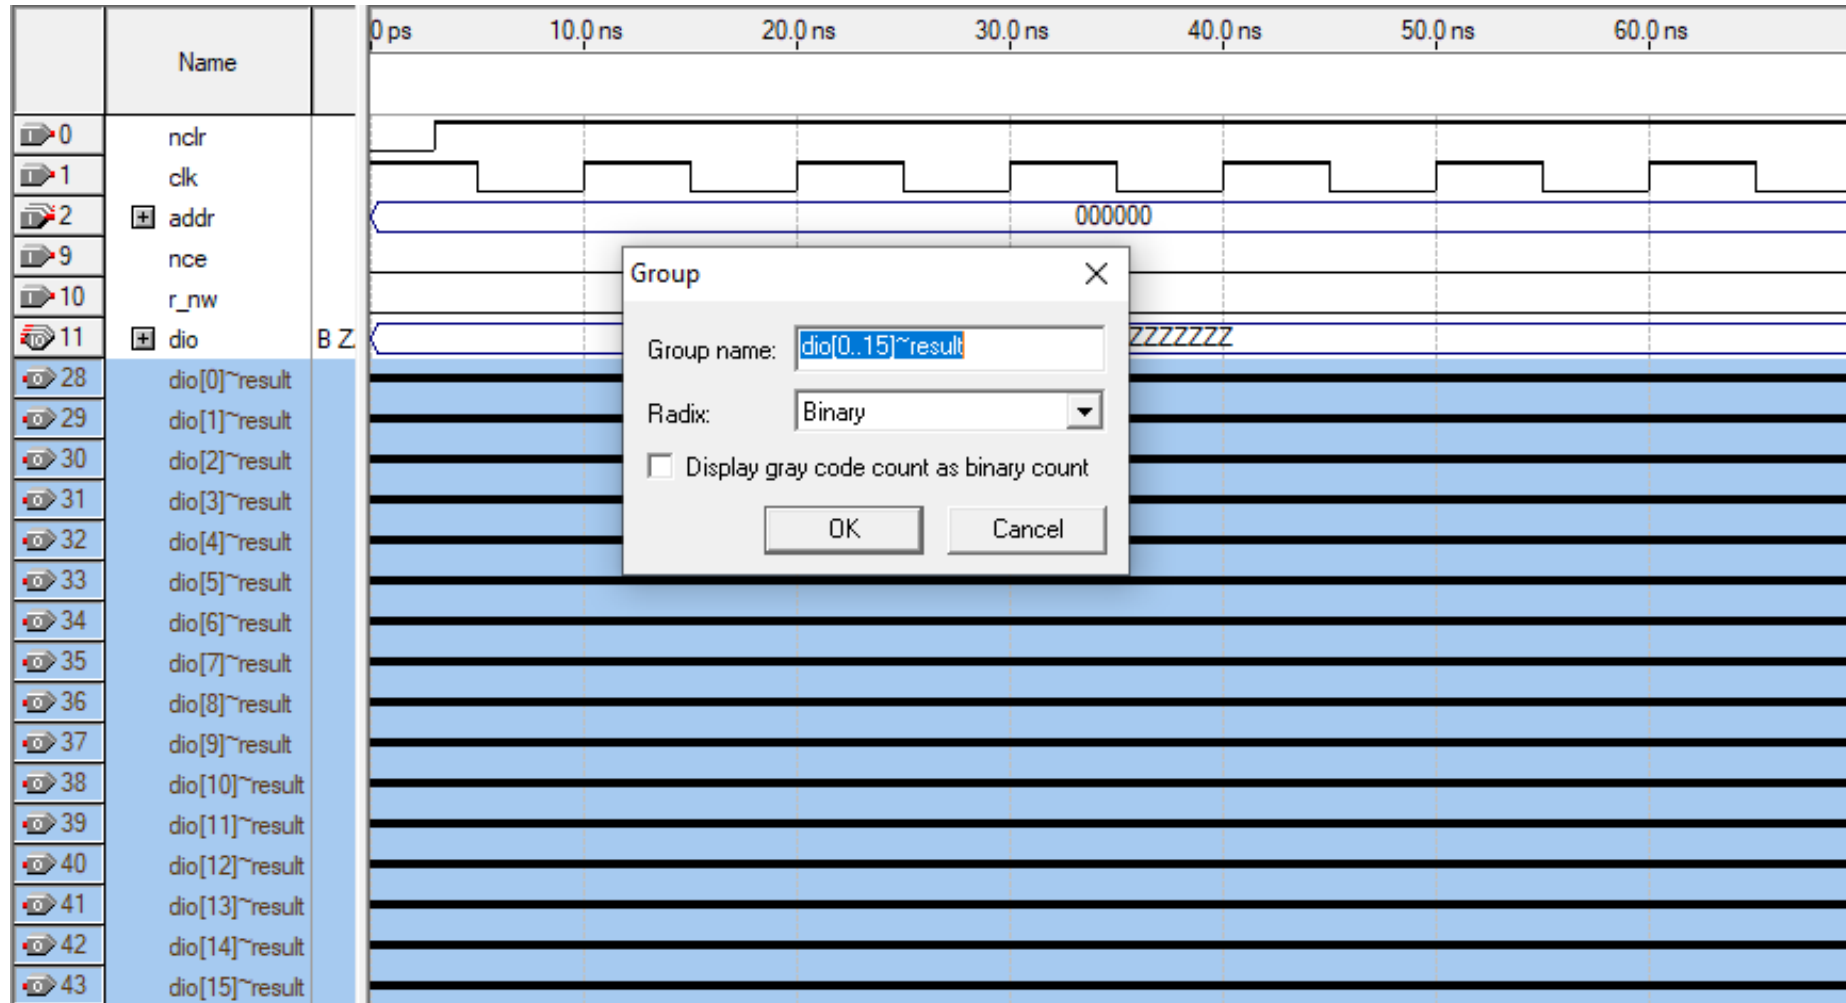 Name
0 ps 10.0 ns 20.0 ns 30.0 ns 40.0 ns 50.0 ns 60.0 ns
0 nclr
1 clk
2 addr 000000
9 nce
10 r_nw
11 dio B Z ZZZZZZZ
Group
Group name: dio[0..15]~result
Radix: Binary
Display gray code count as binary count
OK Cancel
28 dio[0]~result
29 dio[1]~result
30 dio[2]~result
31 dio[3]~result
32 dio[4]~result
33 dio[5]~result
34 dio[6]~result
35 dio[7]~result
36 dio[8]~result
37 dio[9]~result
38 dio[10]~result
39 dio[11]~result
40 dio[12]~result
41 dio[13]~result
42 dio[14]~result
43 dio[15]~result